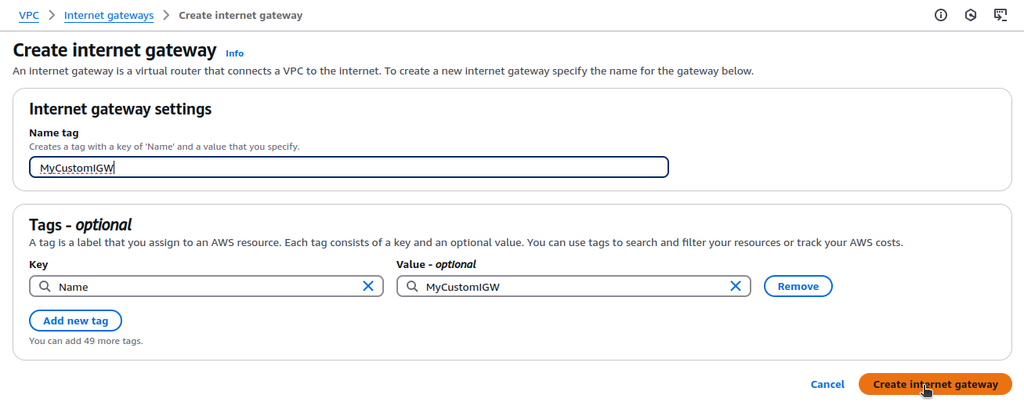 VPC > Internet gateways > Create internet gateway
Create internet gateway Info
An internet gateway is a virtual router that connects a VPC to the internet. To create a new internet gateway specify the name for the gateway below.
Internet gateway settings
Name tag
Creates a tag with a key of 'Name' and a value that you specify.
MyCustomIGW
Tags - optional
A tag is a label that you assign to an AWS resource. Each tag consists of a key and an optional value. You can use tags to search and filter your resources or track your AWS costs.
Key Value - optional
Name MyCustomIGW Remove
Add new tag
You can add 49 more tags.
Cancel Create internet gateway